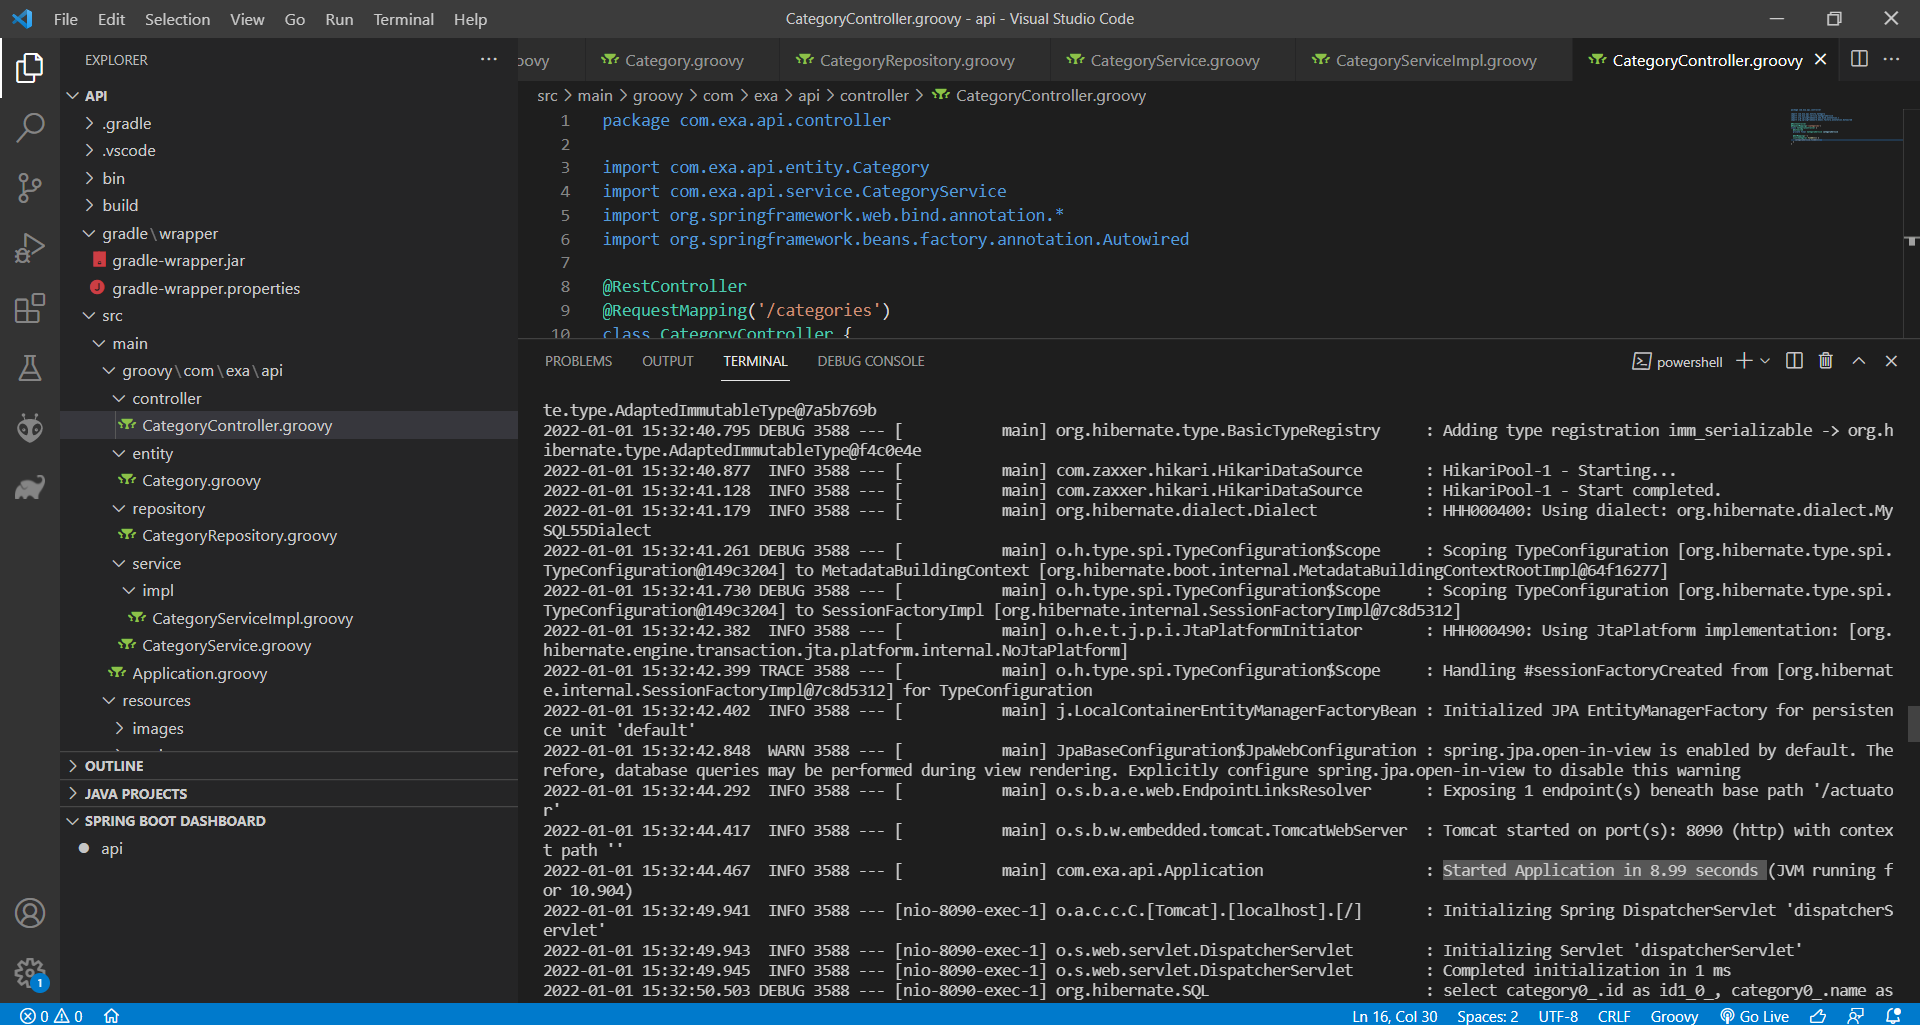 File Edit Selection View Go Run Terminal Help
CategoryController.groovy - api - Visual Studio Code
EXPLORER
API
.gradle
.vscode
bin
build
gradle\wrapper
gradle-wrapper.jar
gradle-wrapper.properties
src
main
groovy\com\exa\api
controller
CategoryController.groovy
entity
Category.groovy
repository
CategoryRepository.groovy
service
impl
CategoryServiceImpl.groovy
CategoryService.groovy
Application.groovy
resources
images
OUTLINE
JAVA PROJECTS
SPRING BOOT DASHBOARD
api
1
oovy Category.groovy CategoryRepository.groovy CategoryService.groovy CategoryServiceImpl.groovy CategoryController.groovy
src > main > groovy > com > exa > api > controller > CategoryController.groovy
1 package com.exa.api.controller
2
3 import com.exa.api.entity.Category
4 import com.exa.api.service.CategoryService
5 import org.springframework.web.bind.annotation.*
6 import org.springframework.beans.factory.annotation.Autowired
7
8 @RestController
9 @RequestMapping('/categories')
10 class CategoryController {
PROBLEMS OUTPUT TERMINAL DEBUG CONSOLE
powershell
te.type.AdaptedImmutableType@7a5b769b
2022-01-01 15:32:40.795 DEBUG 3588 --- [           main] org.hibernate.type.BasicTypeRegistry     : Adding type registration imm_serializable -> org.h
ibernate.type.AdaptedImmutableType@f4c0e4e
2022-01-01 15:32:40.877  INFO 3588 --- [           main] com.zaxxer.hikari.HikariDataSource       : HikariPool-1 - Starting...
2022-01-01 15:32:41.128  INFO 3588 --- [           main] com.zaxxer.hikari.HikariDataSource       : HikariPool-1 - Start completed.
2022-01-01 15:32:41.179  INFO 3588 --- [           main] org.hibernate.dialect.Dialect            : HHH000400: Using dialect: org.hibernate.dialect.My
SQL55Dialect
2022-01-01 15:32:41.261 DEBUG 3588 --- [           main] o.h.type.spi.TypeConfiguration$Scope     : Scoping TypeConfiguration [org.hibernate.type.spi.
TypeConfiguration@149c3204] to MetadataBuildingContext [org.hibernate.boot.internal.MetadataBuildingContextRootImpl@64f16277]
2022-01-01 15:32:41.730 DEBUG 3588 --- [           main] o.h.type.spi.TypeConfiguration$Scope     : Scoping TypeConfiguration [org.hibernate.type.spi.
TypeConfiguration@149c3204] to SessionFactoryImpl [org.hibernate.internal.SessionFactoryImpl@7c8d5312]
2022-01-01 15:32:42.382  INFO 3588 --- [           main] o.h.e.t.j.p.i.JtaPlatformInitiator       : HHH000490: Using JtaPlatform implementation: [org.
hibernate.engine.transaction.jta.platform.internal.NoJtaPlatform]
2022-01-01 15:32:42.399 TRACE 3588 --- [           main] o.h.type.spi.TypeConfiguration$Scope     : Handling #sessionFactoryCreated from [org.hibernat
e.internal.SessionFactoryImpl@7c8d5312] for TypeConfiguration
2022-01-01 15:32:42.402  INFO 3588 --- [           main] j.LocalContainerEntityManagerFactoryBean : Initialized JPA EntityManagerFactory for persisten
ce unit 'default'
2022-01-01 15:32:42.848  WARN 3588 --- [           main] JpaBaseConfiguration$JpaWebConfiguration : spring.jpa.open-in-view is enabled by default. The
refore, database queries may be performed during view rendering. Explicitly configure spring.jpa.open-in-view to disable this warning
2022-01-01 15:32:44.292  INFO 3588 --- [           main] o.s.b.a.e.web.EndpointLinksResolver      : Exposing 1 endpoint(s) beneath base path '/actuato
r'
2022-01-01 15:32:44.417  INFO 3588 --- [           main] o.s.b.w.embedded.tomcat.TomcatWebServer  : Tomcat started on port(s): 8090 (http) with contex
t path ''
2022-01-01 15:32:44.467  INFO 3588 --- [           main] com.exa.api.Application                  : Started Application in 8.99 seconds (JVM running f
or 10.904)
2022-01-01 15:32:49.941  INFO 3588 --- [nio-8090-exec-1] o.a.c.c.C.[Tomcat].[localhost].[/]       : Initializing Spring DispatcherServlet 'dispatcherS
ervlet'
2022-01-01 15:32:49.943  INFO 3588 --- [nio-8090-exec-1] o.s.web.servlet.DispatcherServlet        : Initializing Servlet 'dispatcherServlet'
2022-01-01 15:32:49.945  INFO 3588 --- [nio-8090-exec-1] o.s.web.servlet.DispatcherServlet        : Completed initialization in 1 ms
2022-01-01 15:32:50.503 DEBUG 3588 --- [nio-8090-exec-1] org.hibernate.SQL                        : select category0_.id as id1_0_, category0_.name as
0 0 Ln 16, Col 30 Spaces: 2 UTF-8 CRLF Groovy Go Live